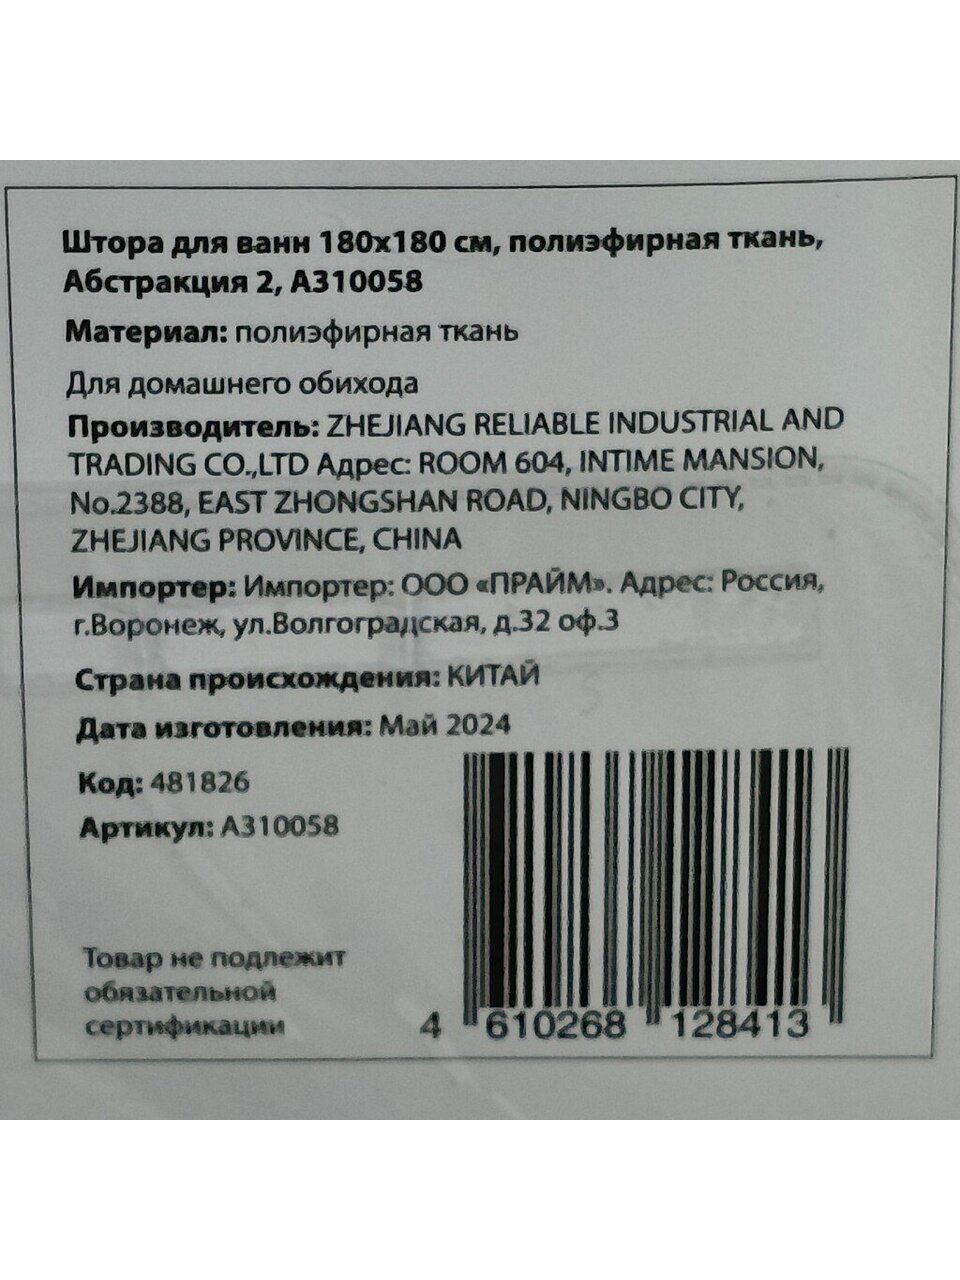 Штора для ванн 180х180 см, полиэфирная ткань,
Абстракция 2, А310058
Материал: полиэфирная ткань
Для домашнего обихода
Производитель: ZHEJIANG RELIABLE INDUSTRIAL AND
TRADING CO.,LTD Адрес: ROOM 604, INTIME MANSION,
No.2388, EAST ZHONGSHAN ROAD, NINGBO CITY,
ZHEJIANG PROVINCE, CHINA
Импортер: Импортер: ООО «ПРАЙМ». Адрес: Россия,
г.Воронеж, ул.Волгоградская, д.32 оф.3
Страна происхождения: КИТАЙ
Дата изготовления: Май 2024
Код: 481826
Артикул: А310058
Товар не подлежит
обязательной
сертификации
4 610268 128413